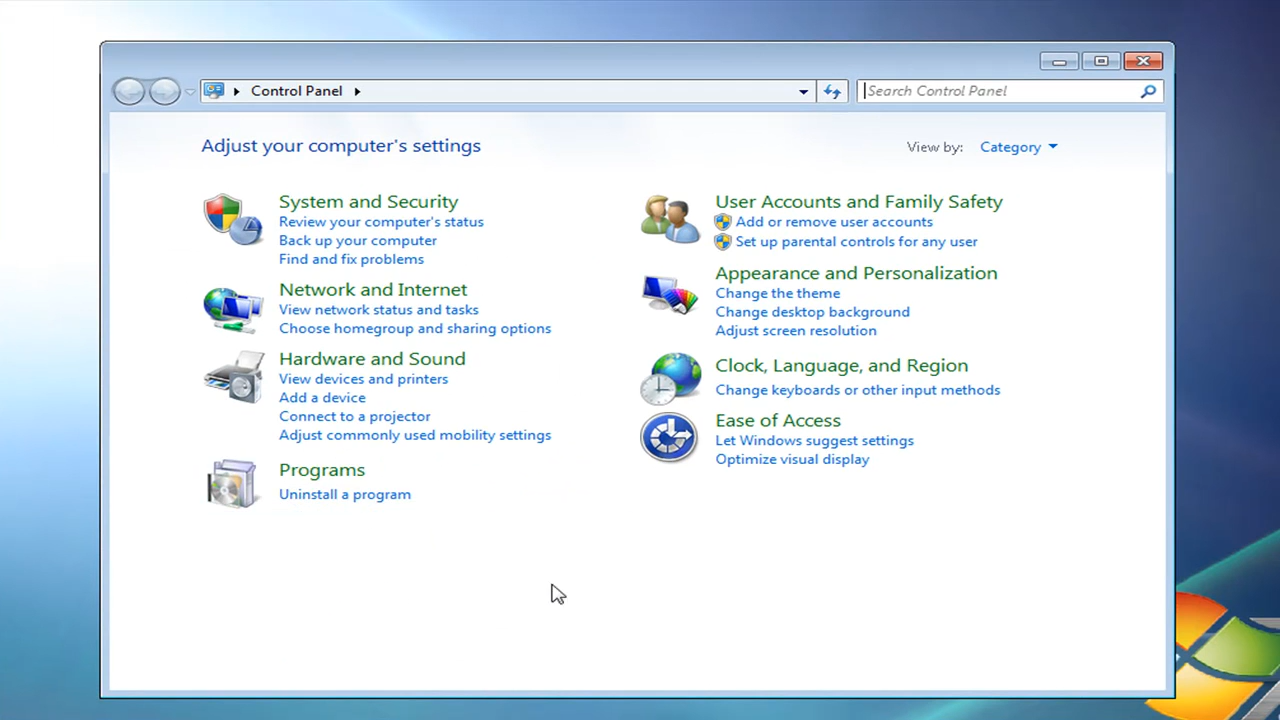 Control Panel
Search Control Panel
Adjust your computer's settings
View by: Category
System and Security
Review your computer's status
Back up your computer
Find and fix problems
Network and Internet
View network status and tasks
Choose homegroup and sharing options
Hardware and Sound
View devices and printers
Add a device
Connect to a projector
Adjust commonly used mobility settings
Programs
Uninstall a program
User Accounts and Family Safety
Add or remove user accounts
Set up parental controls for any user
Appearance and Personalization
Change the theme
Change desktop background
Adjust screen resolution
Clock, Language, and Region
Change keyboards or other input methods
Ease of Access
Let Windows suggest settings
Optimize visual display